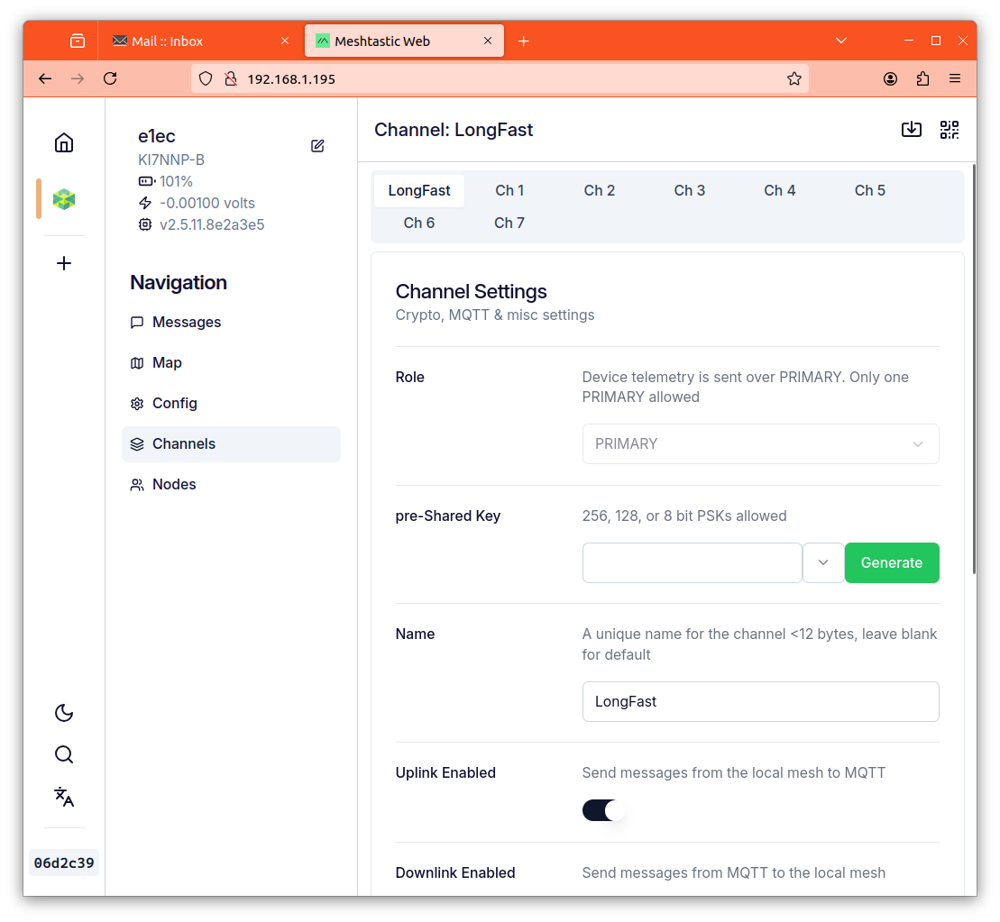 Mail :: Inbox
Meshtastic Web
192.168.1.195
e1ec
KI7NNP-B
101%
-0.00100 volts
v2.5.11.8e2a3e5
Navigation
Messages
Map
Config
Channels
Nodes
06d2c39
Channel: LongFast
LongFast Ch 1 Ch 2 Ch 3 Ch 4 Ch 5
Ch 6 Ch 7
Channel Settings
Crypto, MQTT & misc settings
Role
Device telemetry is sent over PRIMARY. Only one
PRIMARY allowed
PRIMARY
pre-Shared Key
256, 128, or 8 bit PSKs allowed
Generate
Name
A unique name for the channel <12 bytes, leave blank
for default
LongFast
Uplink Enabled
Send messages from the local mesh to MQTT
Downlink Enabled
Send messages from MQTT to the local mesh